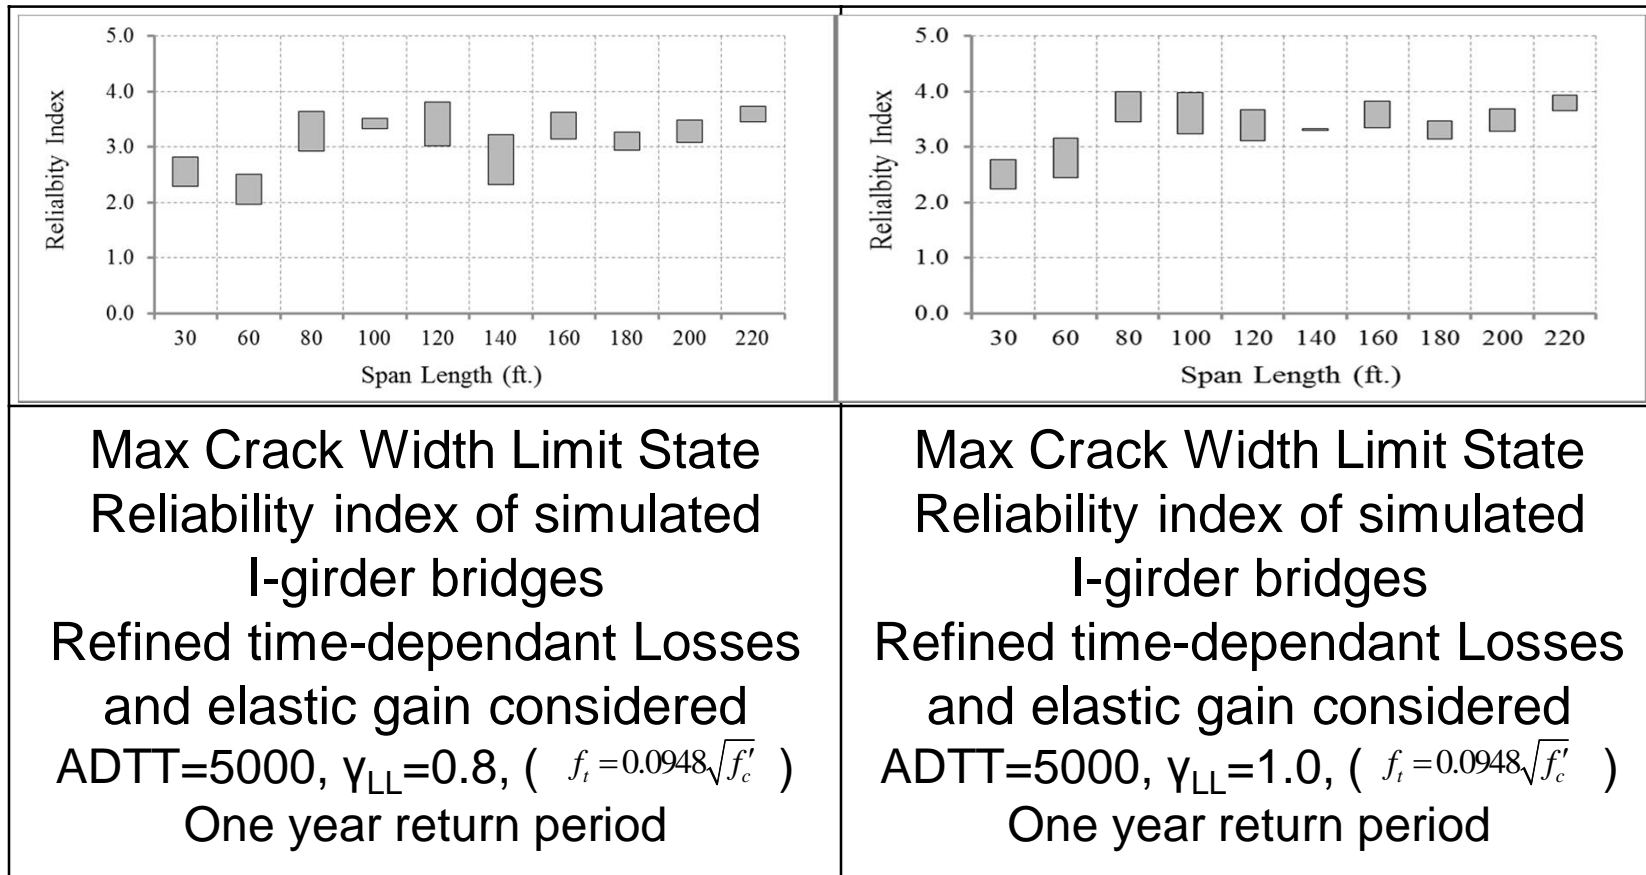 5.0
4.0
3.0
2.0
1.0
0.0
Relialbity Index
30 60 80 100 120 140 160 180 200 220
Span Length (ft.)
5.0
4.0
3.0
2.0
1.0
0.0
Relialbity Index
30 60 80 100 120 140 160 180 200 220
Span Length (ft.)
Max Crack Width Limit State
Reliability index of simulated
I-girder bridges
Refined time-dependant Losses
and elastic gain considered
ADTT=5000, γLL=0.8, ( fₜ = 0.0948√f′c )
One year return period
Max Crack Width Limit State
Reliability index of simulated
I-girder bridges
Refined time-dependant Losses
and elastic gain considered
ADTT=5000, γLL=1.0, ( fₜ = 0.0948√f′c )
One year return period